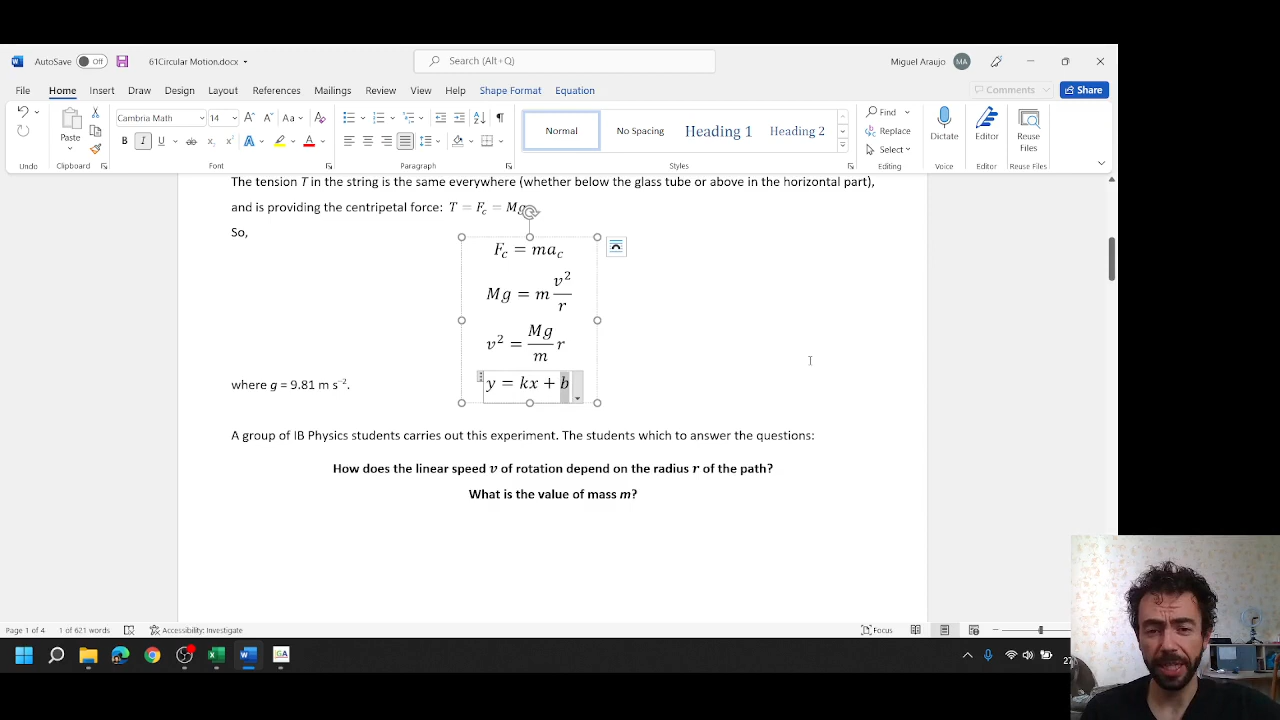 AutoSave Off 61Circular Motion.docx Search (Alt+Q) Miguel Araujo MA
File Home Insert Draw Design Layout References Mailings Review View Help Shape Format Equation Comments Share
Cambria Math 14 Aa Normal No Spacing Heading 1 Heading 2 Find
Replace
Select
Paste Dictate Editor Reuse Files
Undo Clipboard Font Paragraph Styles Editing Voice Editor Reuse Files
The tension T in the string is the same everywhere (whether below the glass tube or above in the horizontal part),
and is providing the centripetal force: T = F_c = Mg
So,
F_c = ma_c
Mg = m v²/r
v² = Mg/m r
y = kx + b
where g = 9.81 m s⁻².
A group of IB Physics students carries out this experiment. The students which to answer the questions:
How does the linear speed v of rotation depend on the radius r of the path?
What is the value of mass m?
Page 1 of 4 1 of 621 words Accessibility: Investigate Focus